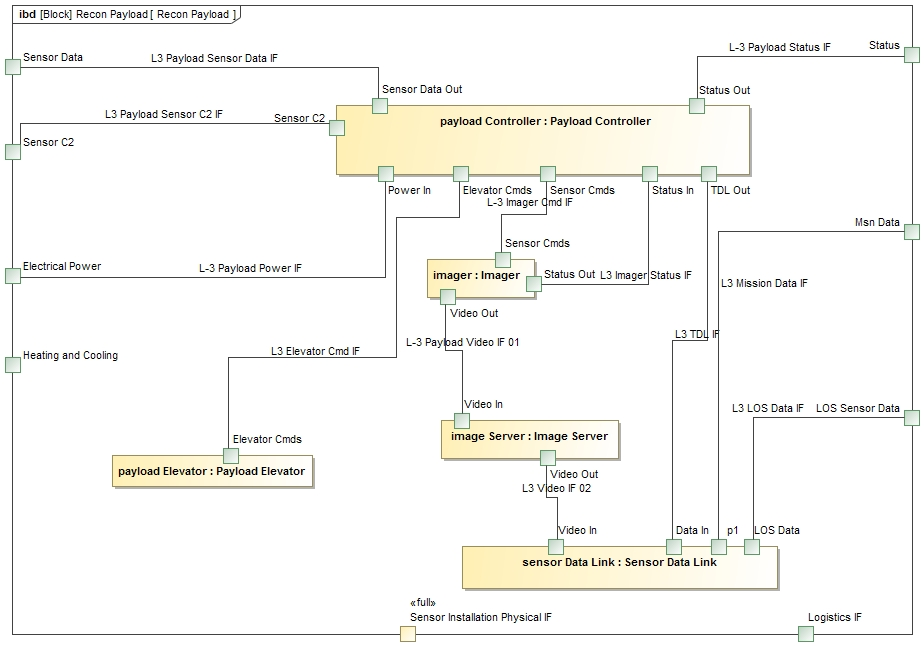 ibd [Block] Recon Payload [ Recon Payload ]
Sensor Data
L3 Payload Sensor Data IF
L-3 Payload Status IF
Status
Sensor Data Out
Status Out
L3 Payload Sensor C2 IF
Sensor C2
payload Controller : Payload Controller
Sensor C2
Power In
Elevator Cmds
Sensor Cmds
Status In
TDL Out
L-3 Imager Cmd IF
Msn Data
Sensor Cmds
Electrical Power
L-3 Payload Power IF
imager : Imager
Status Out
L3 Imager Status IF
L3 Mission Data IF
Video Out
L3 TDL IF
L-3 Payload Video IF 01
L3 Elevator Cmd IF
Heating and Cooling
Video In
L3 LOS Data IF
LOS Sensor Data
Elevator Cmds
image Server : Image Server
payload Elevator : Payload Elevator
Video Out
L3 Video IF 02
Video In
Data In
p1
LOS Data
sensor Data Link : Sensor Data Link
«full»
Sensor Installation Physical IF
Logistics IF